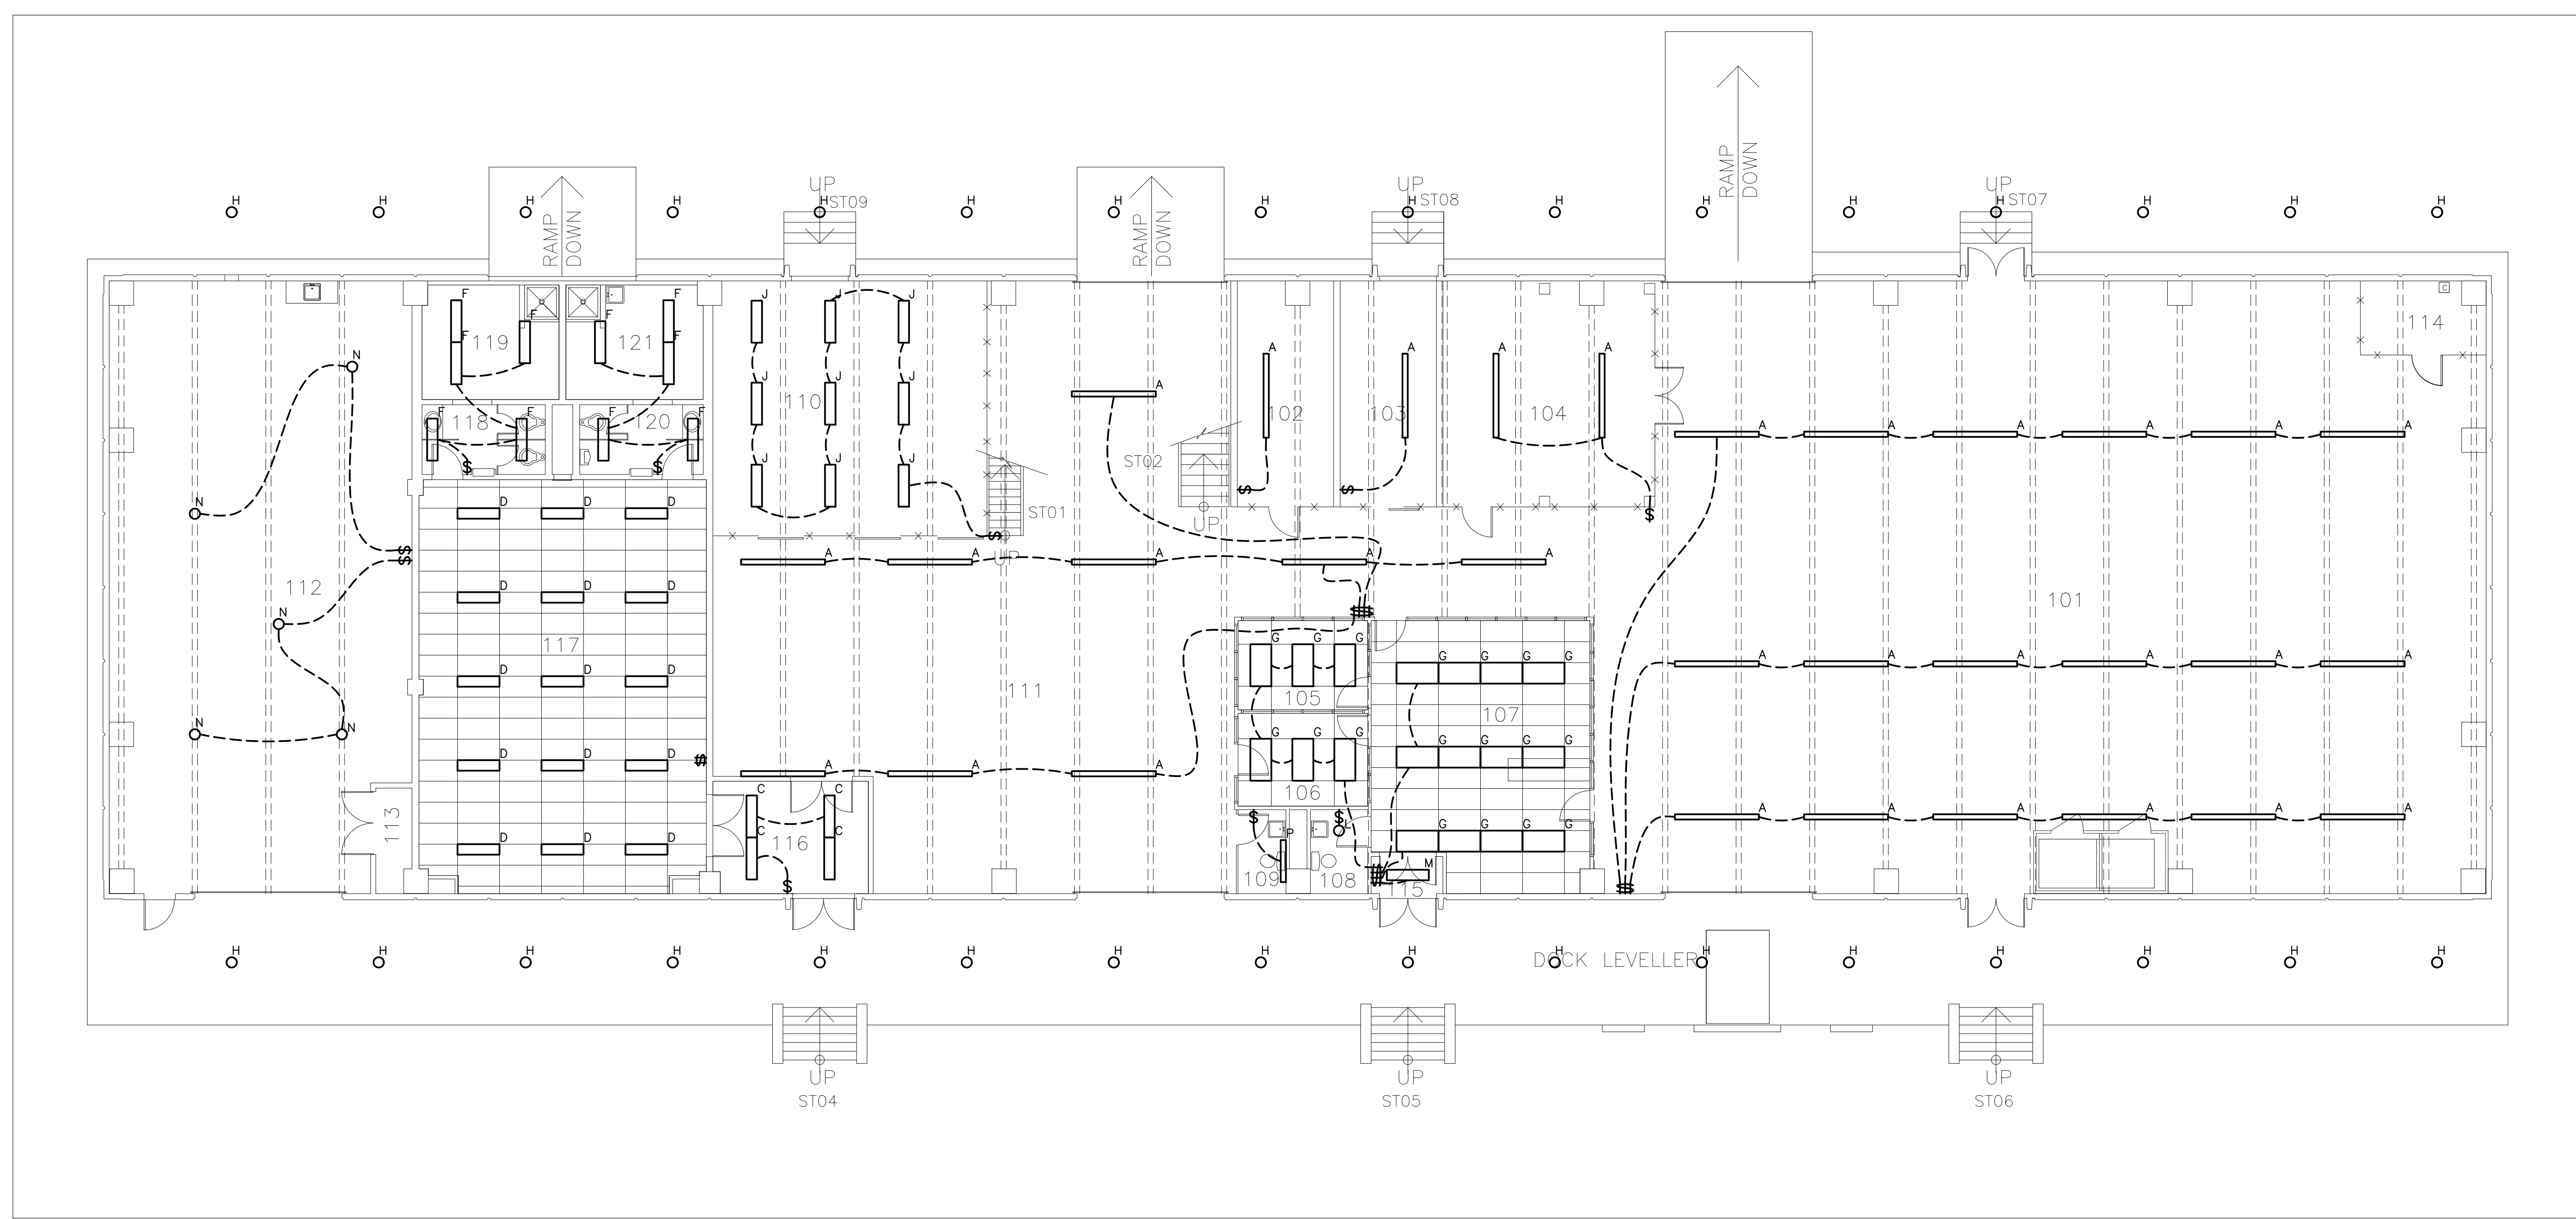 UP
ST09
UP
ST08
UP
ST07
H H H H H H H H H H H H H H H H
RAMP
DOWN
RAMP
DOWN
RAMP
DOWN
F F J J J
F F
119
121
F F
114
C
N
A A A A
A
J J J
110
102
103
104
F F F F
118
120
A A A A A A
J J J
ST02
UP
ST01
UP
N
D D D
$ $ $ $ $ $
A A A A A
$
$
112
D D D
N
101
117
G G G
105
G G G G
A A A A A A
D D D
111
107
N N
G G G
G G G G
$
D D D
A A A
106
C C
C C
116
113
$ $
L
P
G G G G
A A A A A A
D D D
109
108
M
115
$
$
$
H H H H H H H H H H H H H H H H
DOCK LEVELLER
UP
ST04
UP
ST05
UP
ST06